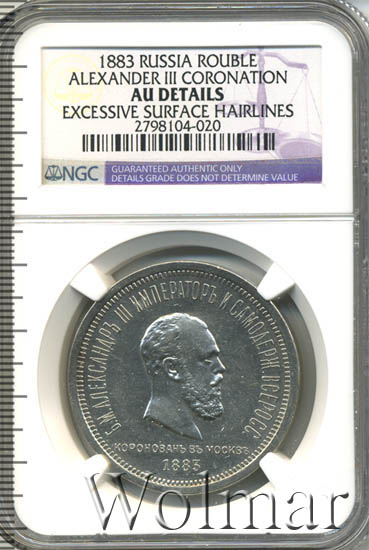 1883 RUSSIA ROUBLE
ALEXANDER III CORONATION
AU DETAILS
EXCESSIVE SURFACE HAIRLINES
2798104-020
NGC
GUARANTEED AUTHENTIC ONLY
DETAILS GRADE DOES NOT DETERMINE VALUE
Б.М.АЛЕКСАНДРЪ III ИМПЕРАТОРЪ И САМОДЕРЖ.ВСЕРОСС.
КОРОНОВАНЪ ВЪ МОСКВѢ
1883
Wolmar